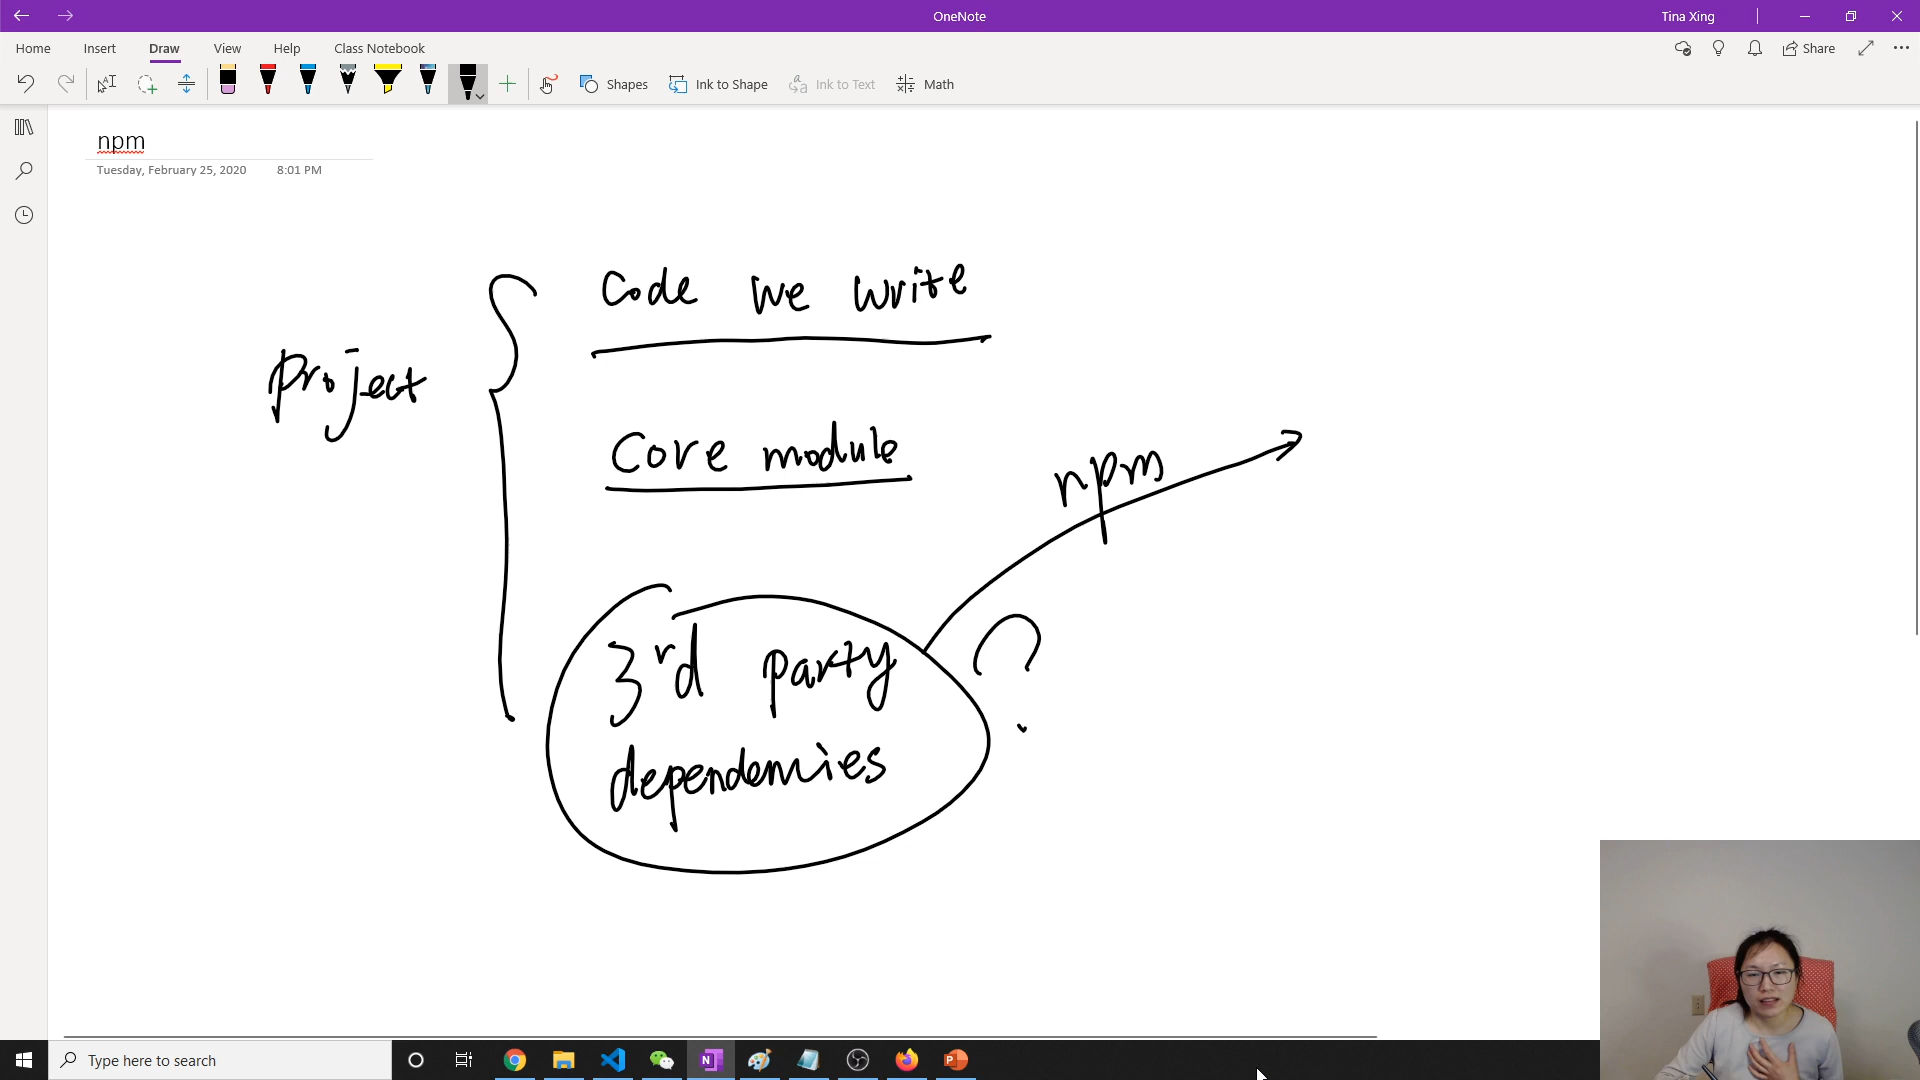 OneNote
Tina Xing
Home Insert Draw View Help Class Notebook
Share
Shapes Ink to Shape Ink to Text Math
npm
Tuesday, February 25, 2020 8:01 PM
Code we write
project
Core module
npm
3rd party ?
dependencies
Type here to search